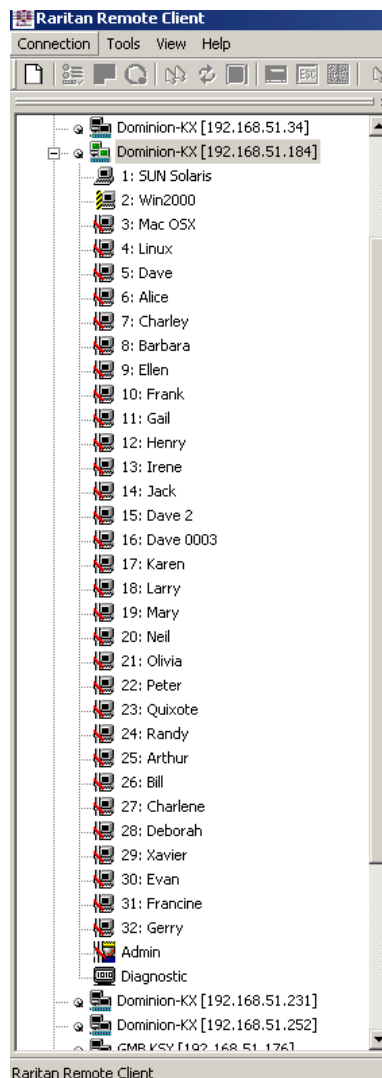 Raritan Remote Client
Connection Tools View Help
ESC
Dominion-KX [192.168.51.34]
Dominion-KX [192.168.51.184]
1: SUN Solaris
2: Win2000
3: Mac OSX
4: Linux
5: Dave
6: Alice
7: Charley
8: Barbara
9: Ellen
10: Frank
11: Gail
12: Henry
13: Irene
14: Jack
15: Dave 2
16: Dave 0003
17: Karen
18: Larry
19: Mary
20: Neil
21: Olivia
22: Peter
23: Quixote
24: Randy
25: Arthur
26: Bill
27: Charlene
28: Deborah
29: Xavier
30: Evan
31: Francine
32: Gerry
Admin
Diagnostic
Dominion-KX [192.168.51.231]
Dominion-KX [192.168.51.252]
[192.168.51.176]
Raritan Remote Client